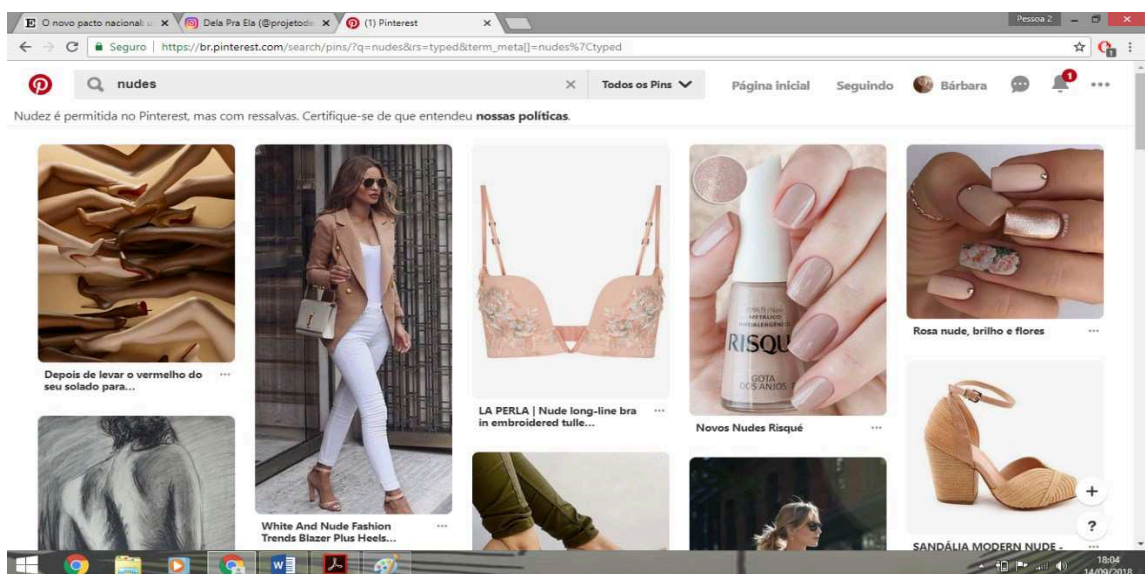 O novo pacto nacional: u
Dela Pra Ela (@projetode
(1) Pinterest
Pessoa 2
Seguro
https://br.pinterest.com/search/pins/?q=nudes&rs=typed&term_meta[]=nudes%7Ctyped
1
nudes
Todos os Pins
Página inicial
Seguindo
Bárbara
1
Nudez é permitida no Pinterest, mas com ressalvas. Certifique-se de que entendeu nossas políticas.
Depois de levar o vermelho do
seu solado para...
White And Nude Fashion
Trends Blazer Plus Heels...
LA PERLA | Nude long-line bra
in embroidered tulle...
METÁLICO
RISQU
GOTA
DOS ANJOS
Novos Nudes Risqué
Rosa nude, brilho e flores
SANDÁLIA MODERN NUDE -
+
?
18:04
14/09/2018